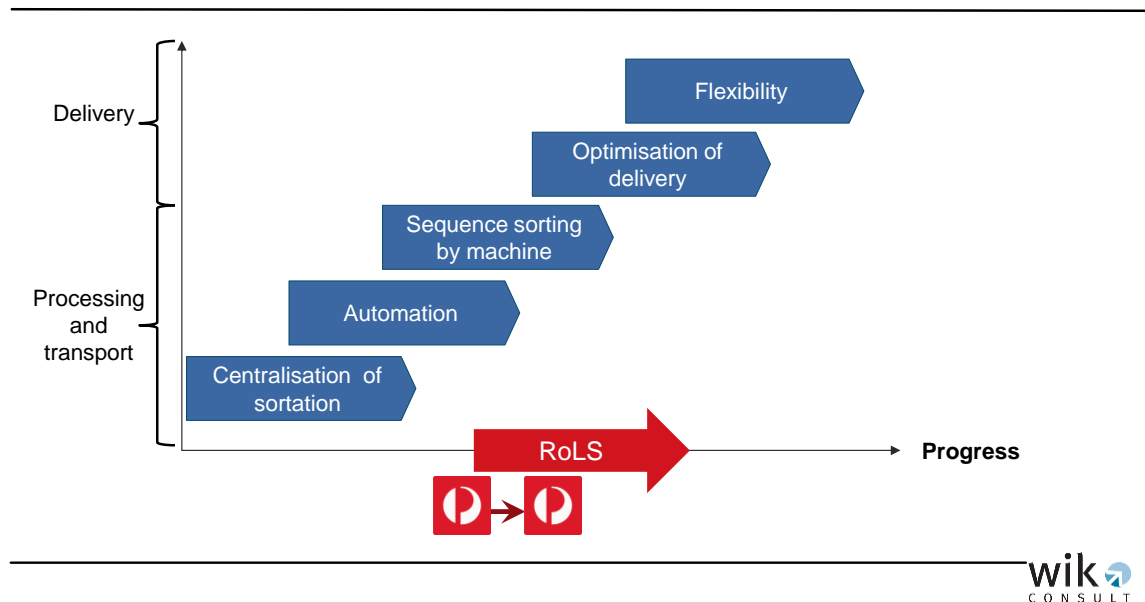 Delivery
Flexibility
Optimisation of
delivery
Sequence sorting
by machine
Processing
and
transport
Automation
Centralisation of
sortation
RoLS
Progress
wik
CONSULT